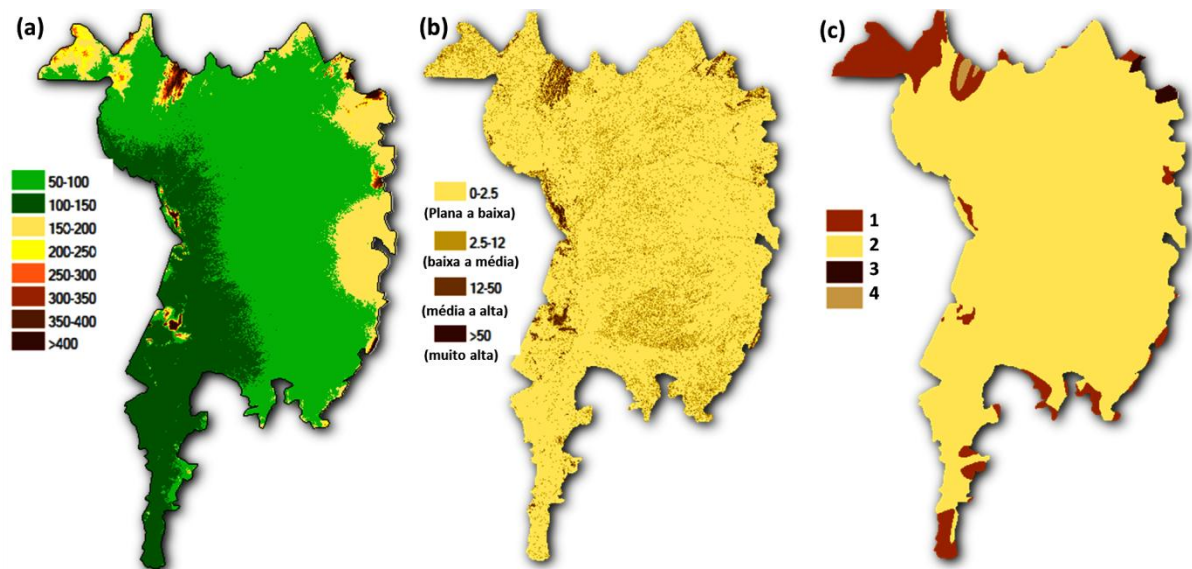 (a)
50-100
100-150
150-200
200-250
250-300
300-350
350-400
>400
(b)
0-2.5
(Plana a baixa)
2.5-12
(baixa a média)
12-50
(média a alta)
>50
(muito alta)
(c)
1
2
3
4